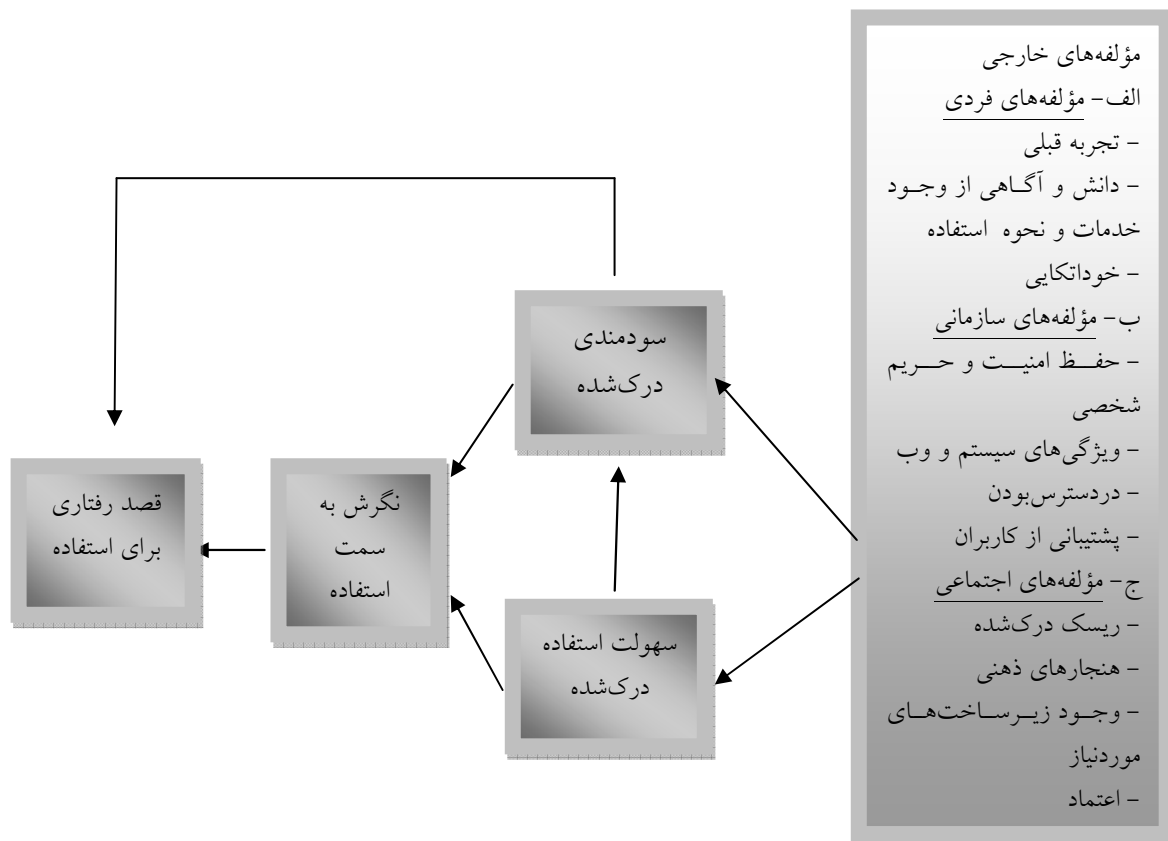 مؤلفه‌های خارجی
الف- مؤلفه‌های فردی
- تجربه قبلی
- دانش و آگاهی از وجود
خدمات و نحوه استفاده
- خوداتکایی
ب- مؤلفه‌های سازمانی
- حفظ امنیت و حریم
شخصی
- ویژگی‌های سیستم و وب
- دردسترس‌بودن
- پشتیبانی از کاربران
ج- مؤلفه‌های اجتماعی
- ریسک درک‌شده
- هنجارهای ذهنی
- وجود زیرساخت‌های
موردنیاز
- اعتماد
سودمندی
درک‌شده
سهولت استفاده
درک‌شده
نگرش به
سمت
استفاده
قصد رفتاری
برای استفاده